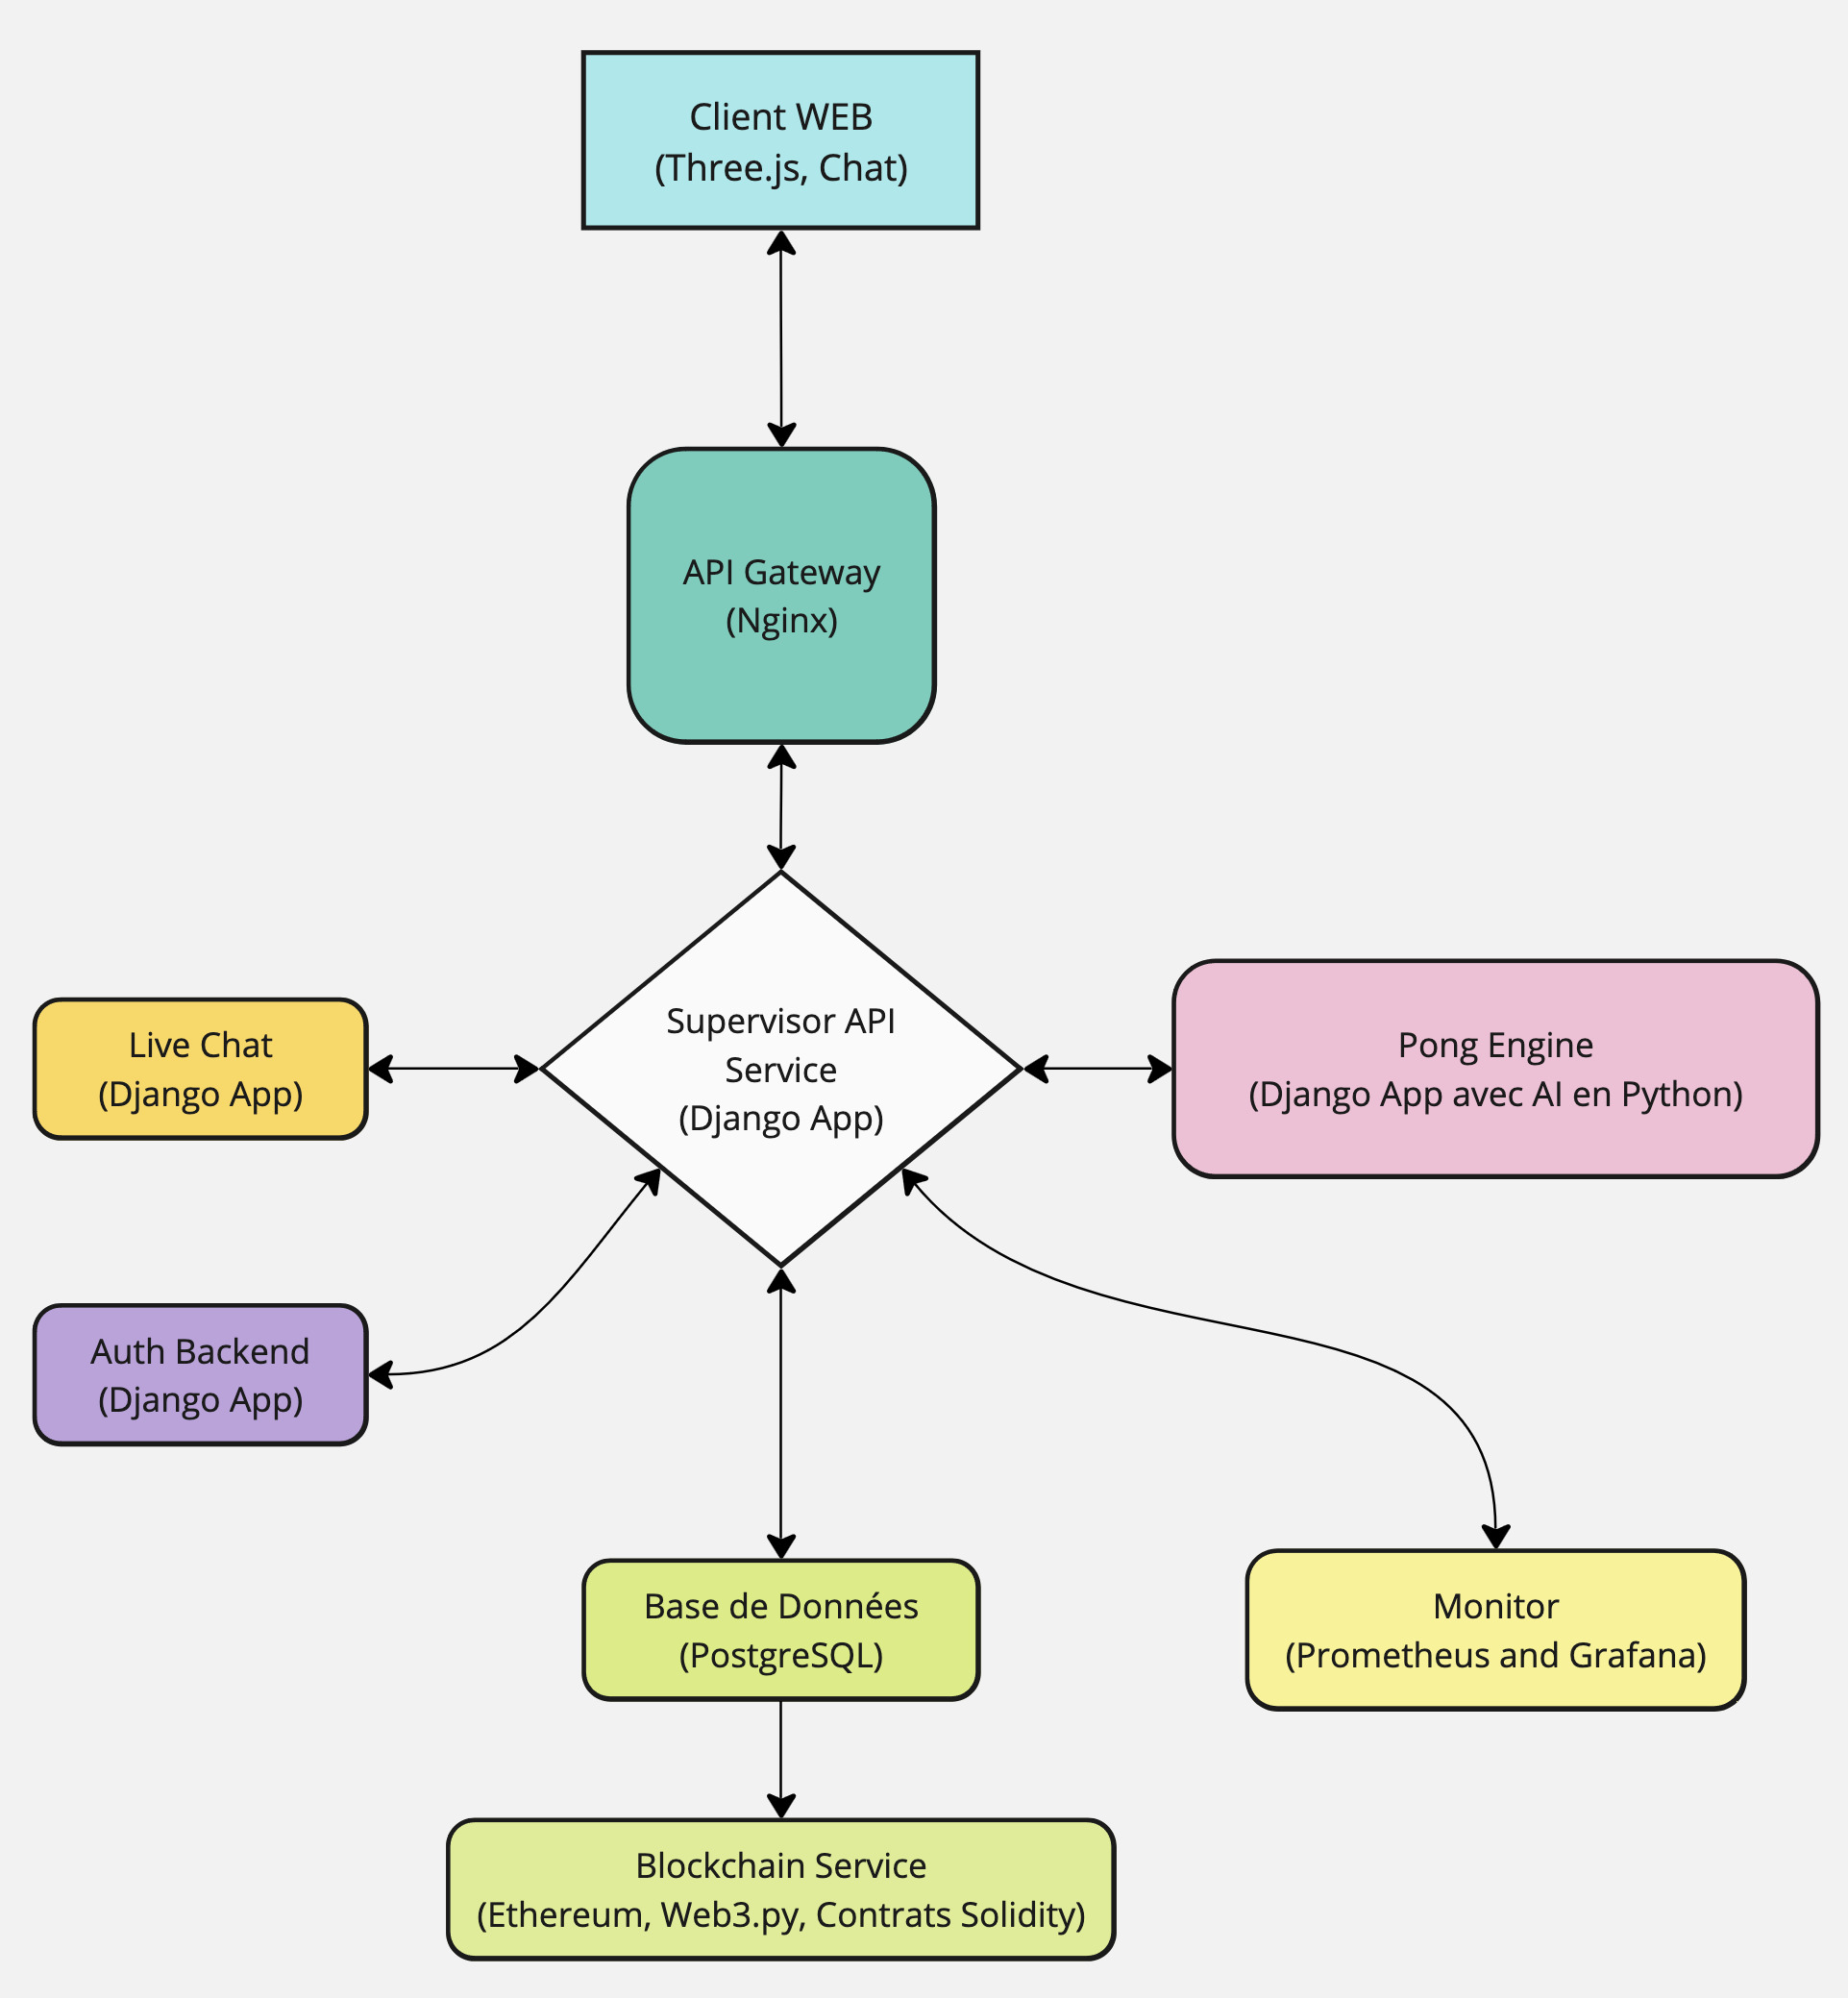 Client WEB
(Three.js, Chat)
API Gateway
(Nginx)
Supervisor API
Service
(Django App)
Live Chat
(Django App)
Pong Engine
(Django App avec AI en Python)
Auth Backend
(Django App)
Base de Données
(PostgreSQL)
Monitor
(Prometheus and Grafana)
Blockchain Service
(Ethereum, Web3.py, Contrats Solidity)